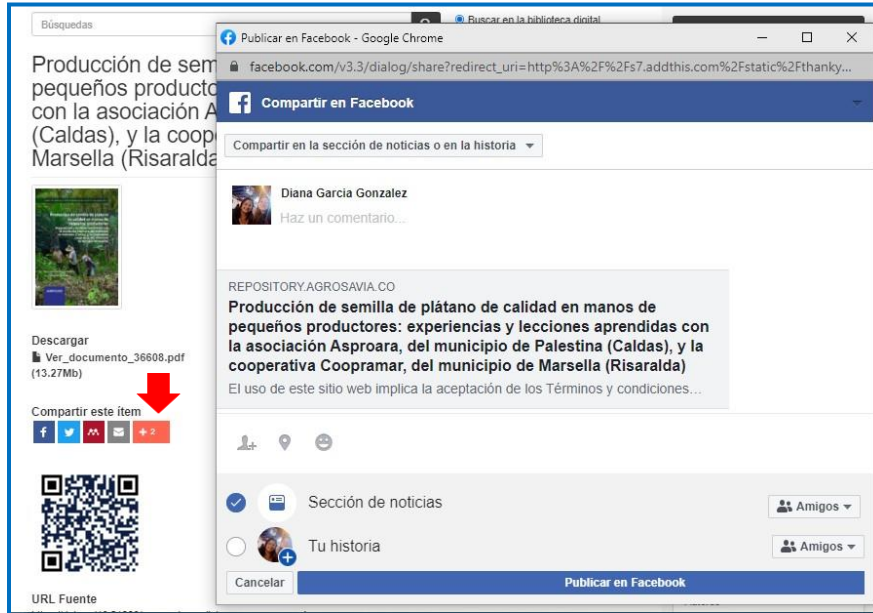 Búsquedas
Buscar en la biblioteca digital
Producción de sem
pequeños producto
con la asociación A
(Caldas), y la coop
Marsella (Risaralda
Descargar
Ver_documento_36608.pdf
(13.27Mb)
Compartir este ítem
+ 2
URL Fuente
Publicar en Facebook - Google Chrome
facebook.com/v3.3/dialog/share?redirect_uri=http%3A%2F%2Fs7.addthis.com%2Fstatic%2Fthanky...
Compartir en Facebook
Compartir en la sección de noticias o en la historia
Diana Garcia Gonzalez
Haz un comentario...
REPOSITORY.AGROSAVIA.CO
Producción de semilla de plátano de calidad en manos de
pequeños productores: experiencias y lecciones aprendidas con
la asociación Asproara, del municipio de Palestina (Caldas), y la
cooperativa Coopramar, del municipio de Marsella (Risaralda)
El uso de este sitio web implica la aceptación de los Términos y condiciones...
Sección de noticias
Amigos
Tu historia
Amigos
Cancelar
Publicar en Facebook